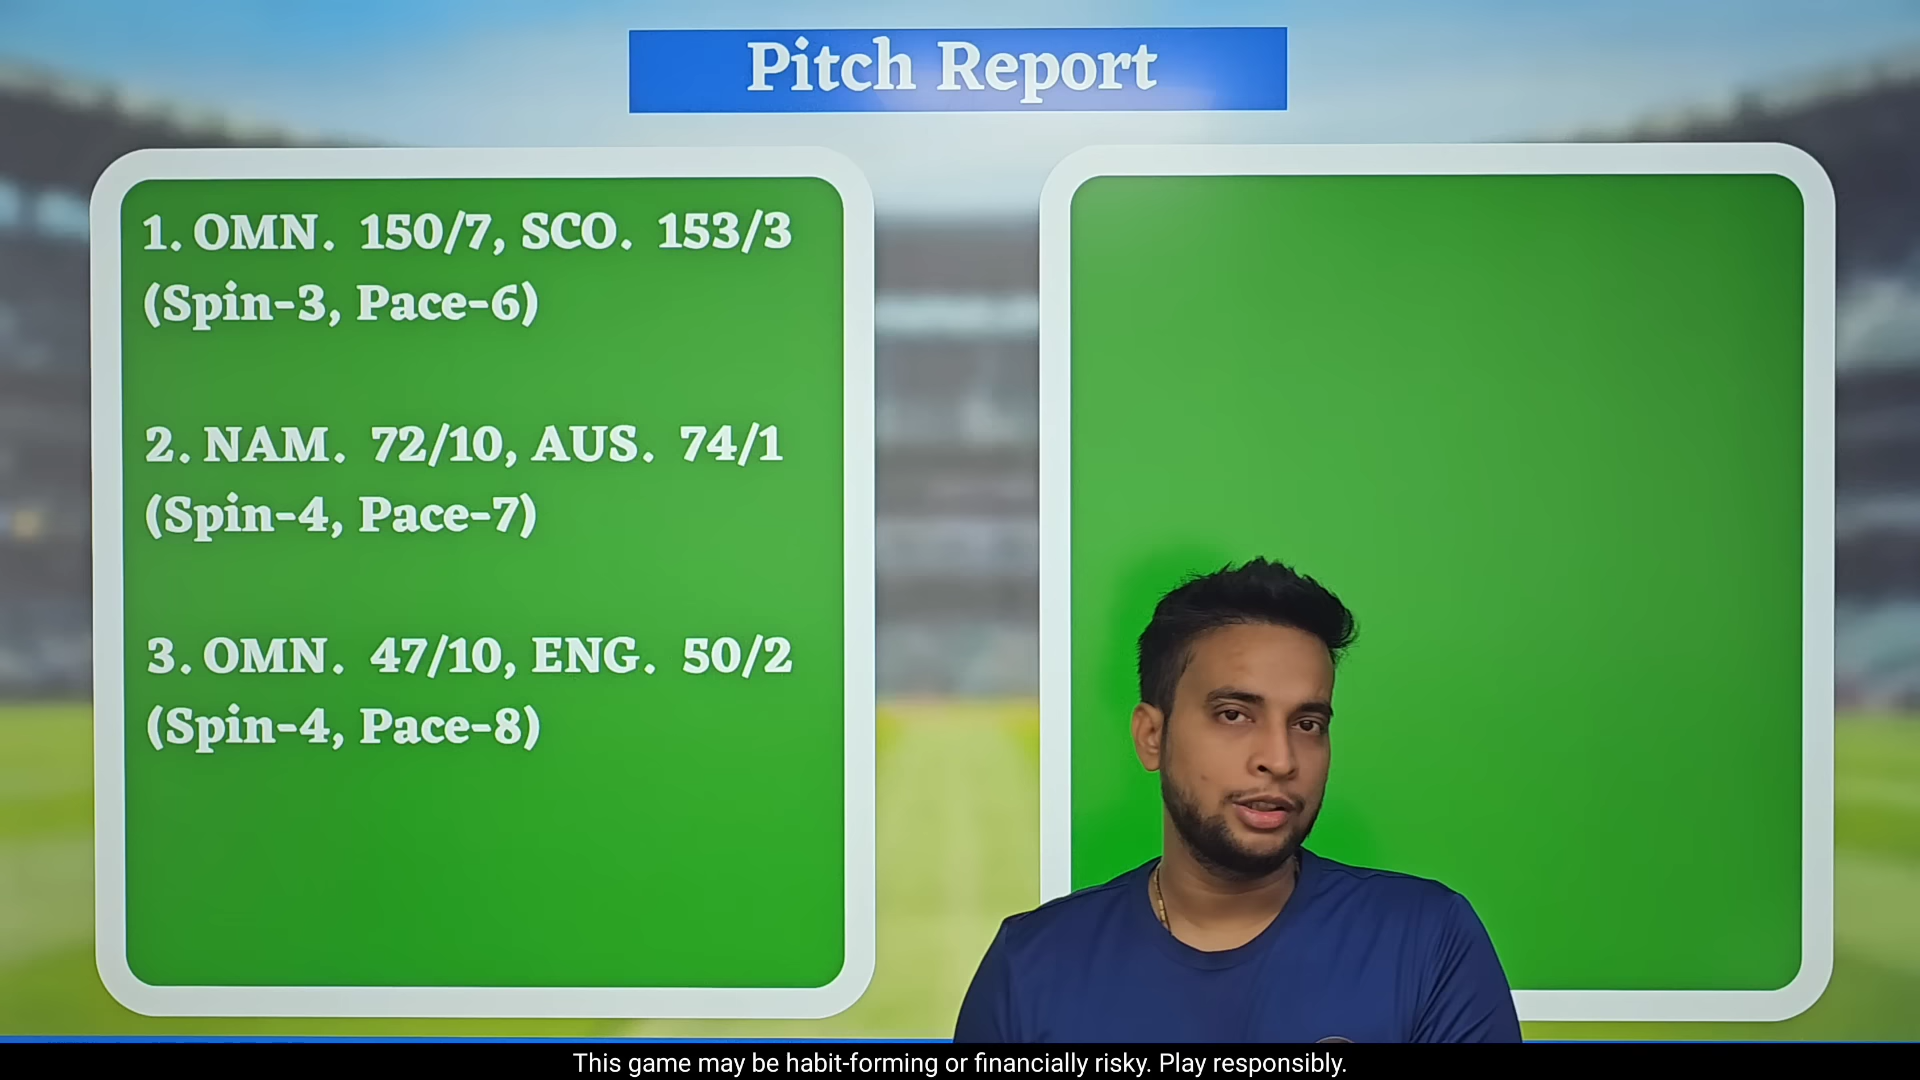 Pitch Report
1. OMN. 150/7, SCO. 153/3
(Spin-3, Pace-6)
2. NAM. 72/10, AUS. 74/1
(Spin-4, Pace-7)
3. OMN. 47/10, ENG. 50/2
(Spin-4, Pace-8)
This game may be habit-forming or financially risky. Play responsibly.